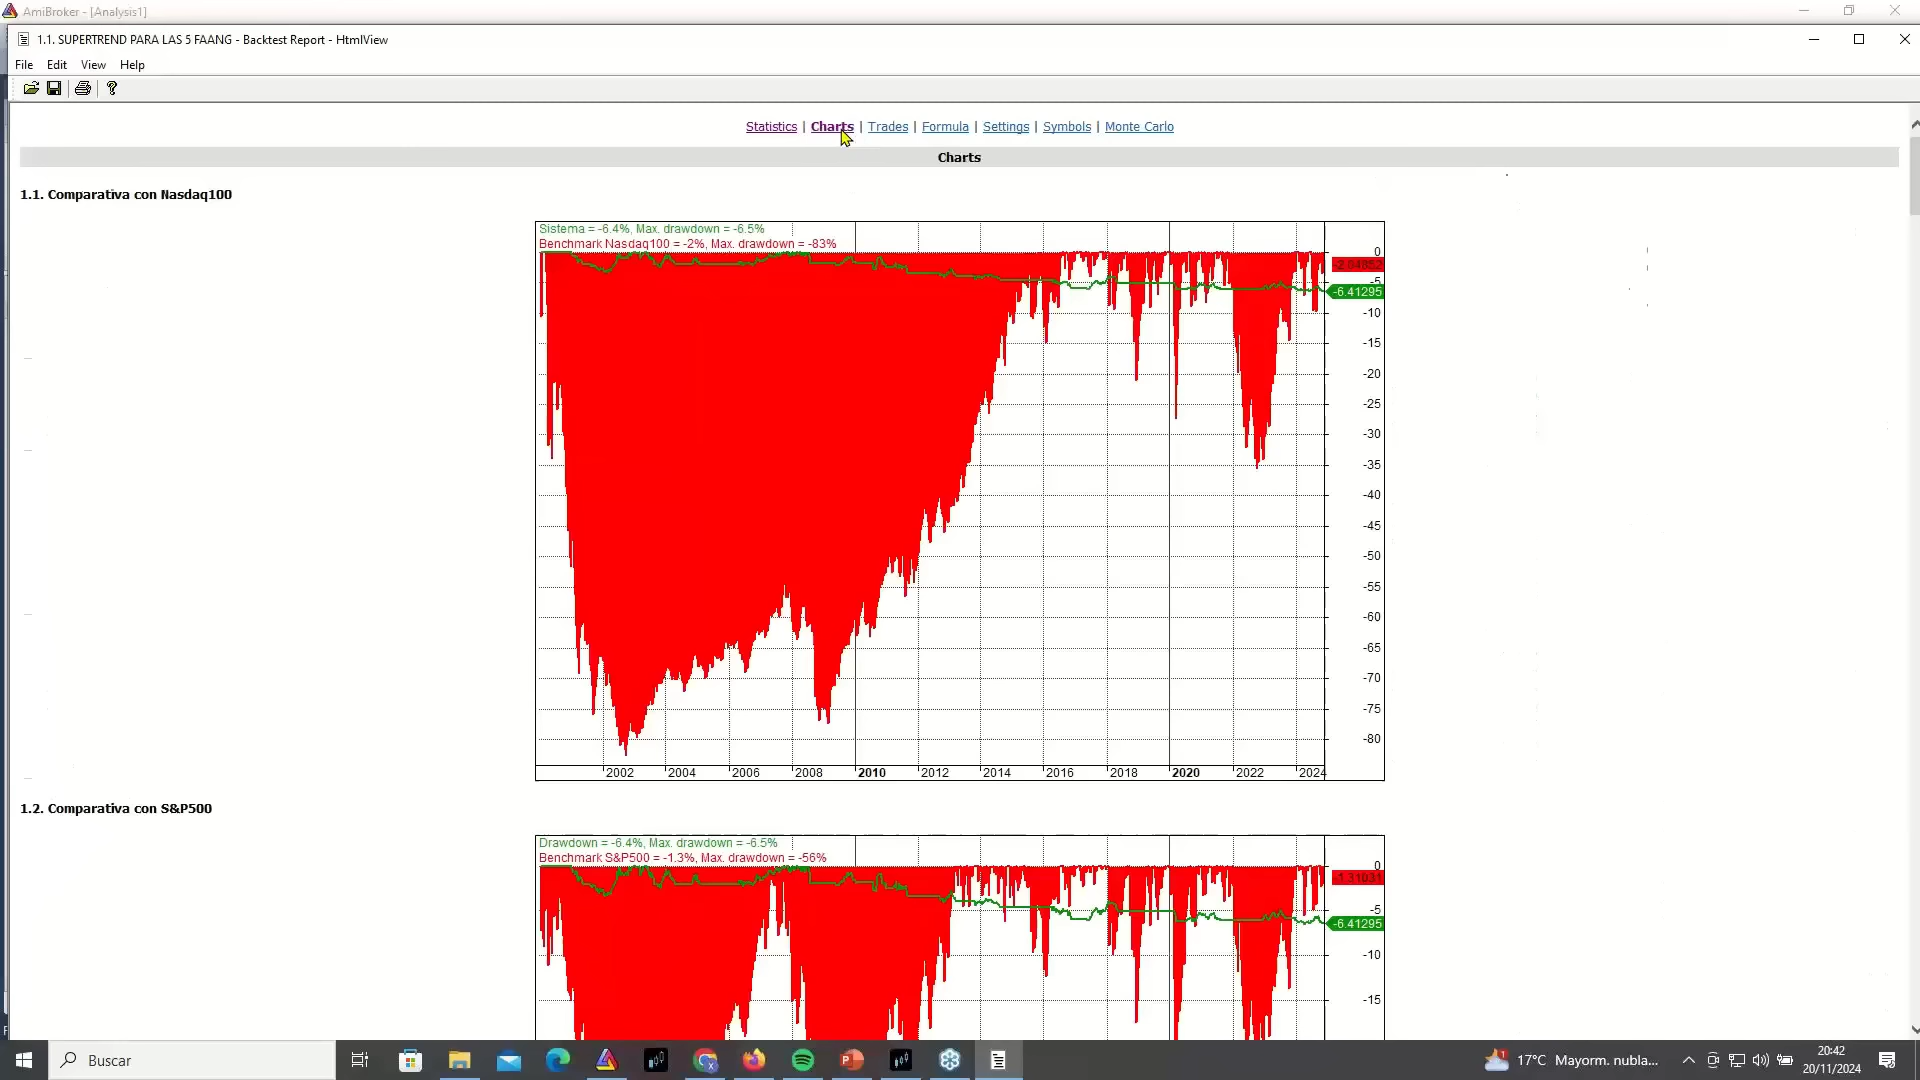 AmiBroker - [Analysis1]
1.1. SUPERTREND PARA LAS 5 FAANG - Backtest Report - HtmlView
File Edit View Help
Statistics | Charts | Trades | Formula | Settings | Symbols | Monte Carlo
Charts
1.1. Comparativa con Nasdaq100
Sistema = -6.4%, Max. drawdown = -6.5%
Benchmark Nasdaq100 = -2%, Max. drawdown = -83%
0
-5
-6.41295
-10
-15
-20
-25
-30
-35
-40
-45
-50
-55
-60
-65
-70
-75
-80
2002 2004 2006 2008 2010 2012 2014 2016 2018 2020 2022 2024
1.2. Comparativa con S&P500
Drawdown = -6.4%, Max. drawdown = -6.5%
Benchmark S&P500 = -1.3%, Max. drawdown = -56%
0
-1.31031
-5
-6.41295
-10
-15
Buscar
17°C Mayorm. nubla...
20:42
20/11/2024